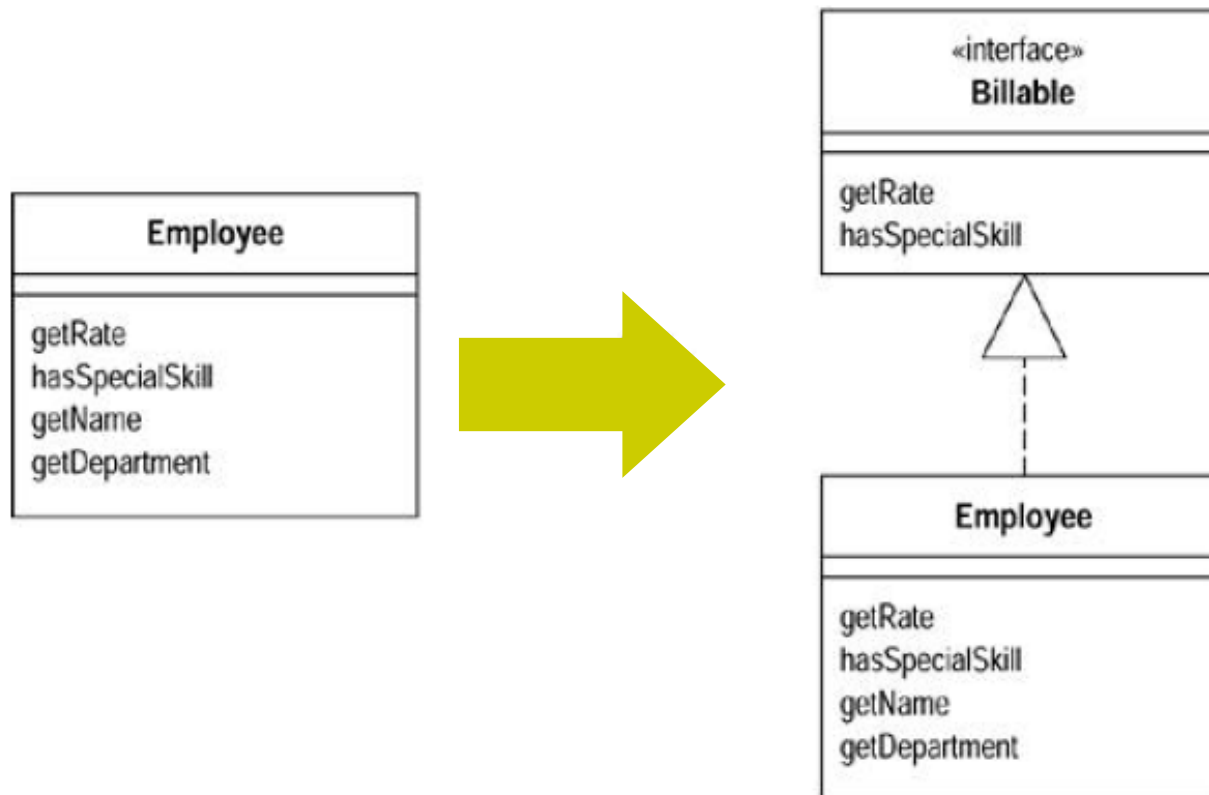 Employee
getRate
hasSpecialSkill
getName
getDepartment
«interface»
Billable
getRate
hasSpecialSkill
Employee
getRate
hasSpecialSkill
getName
getDepartment